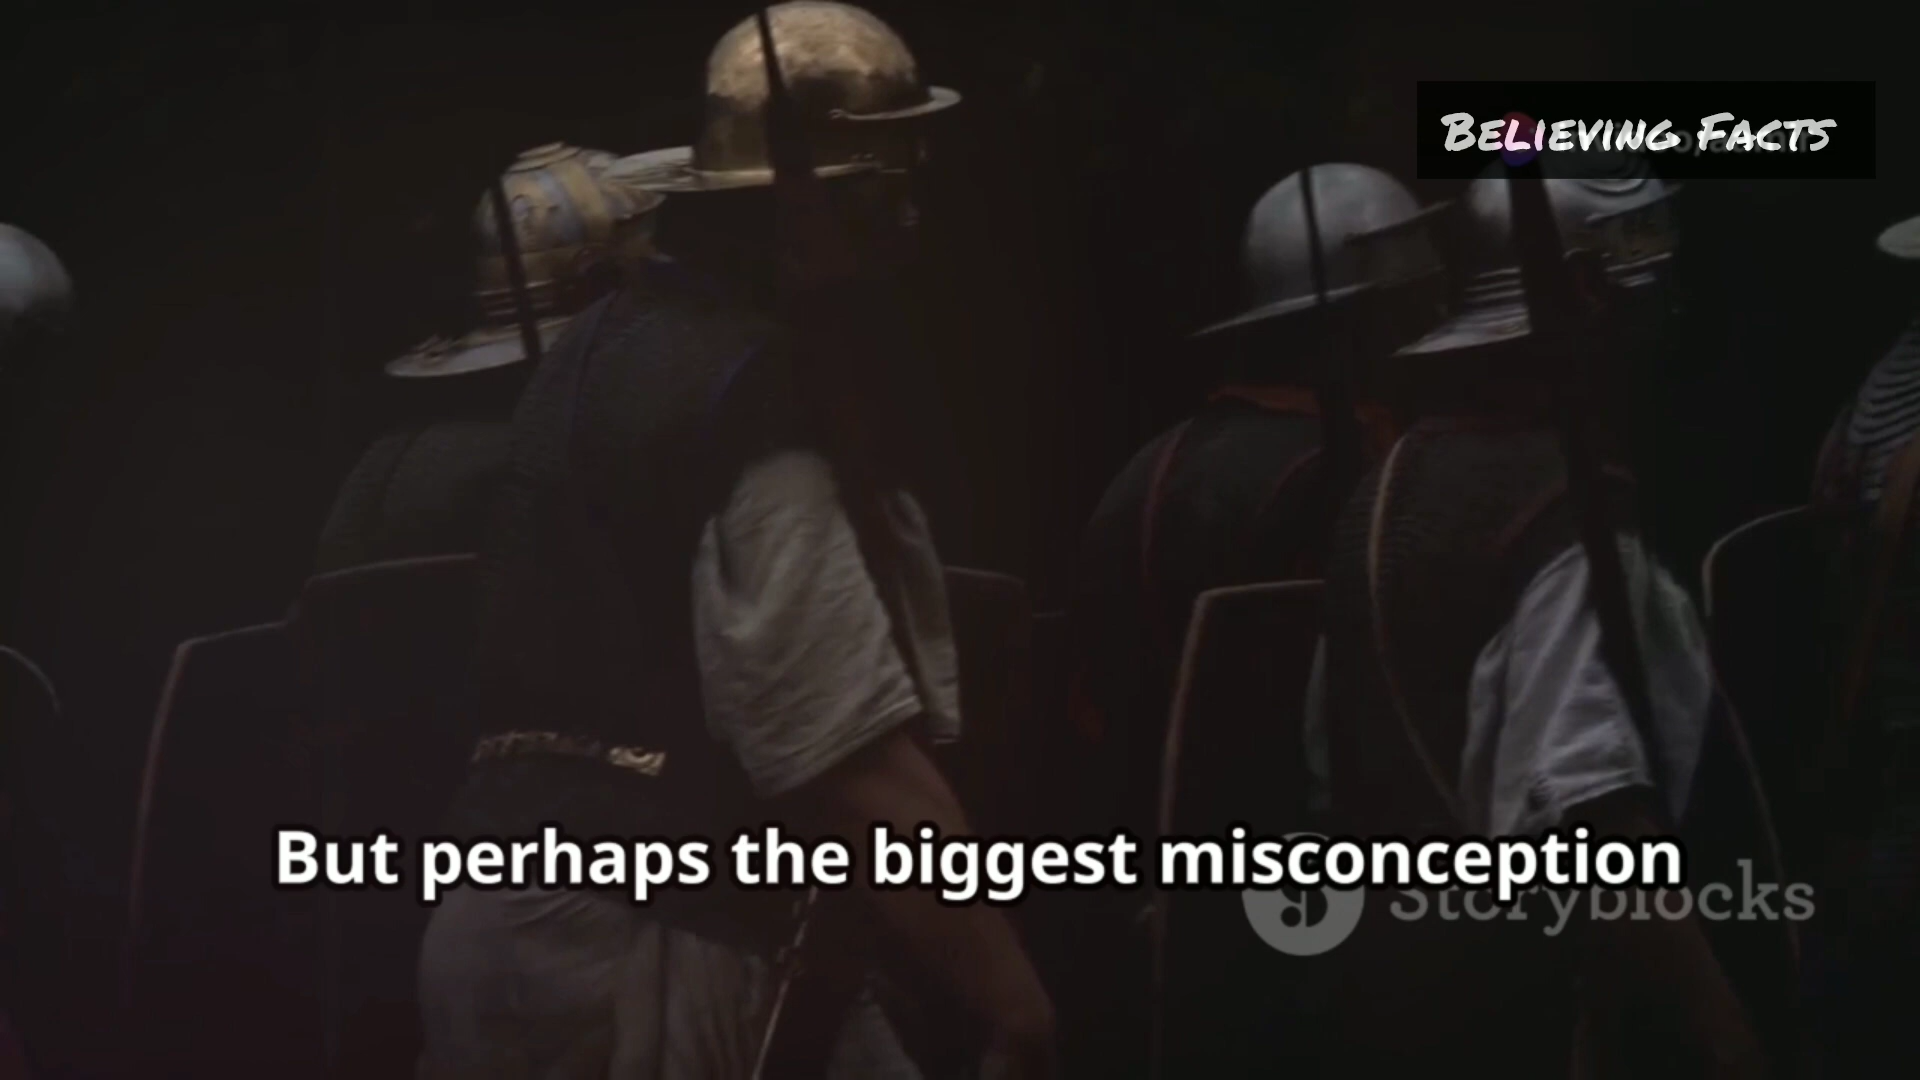 Believing Facts
But perhaps the biggest misconception
Storyblocks